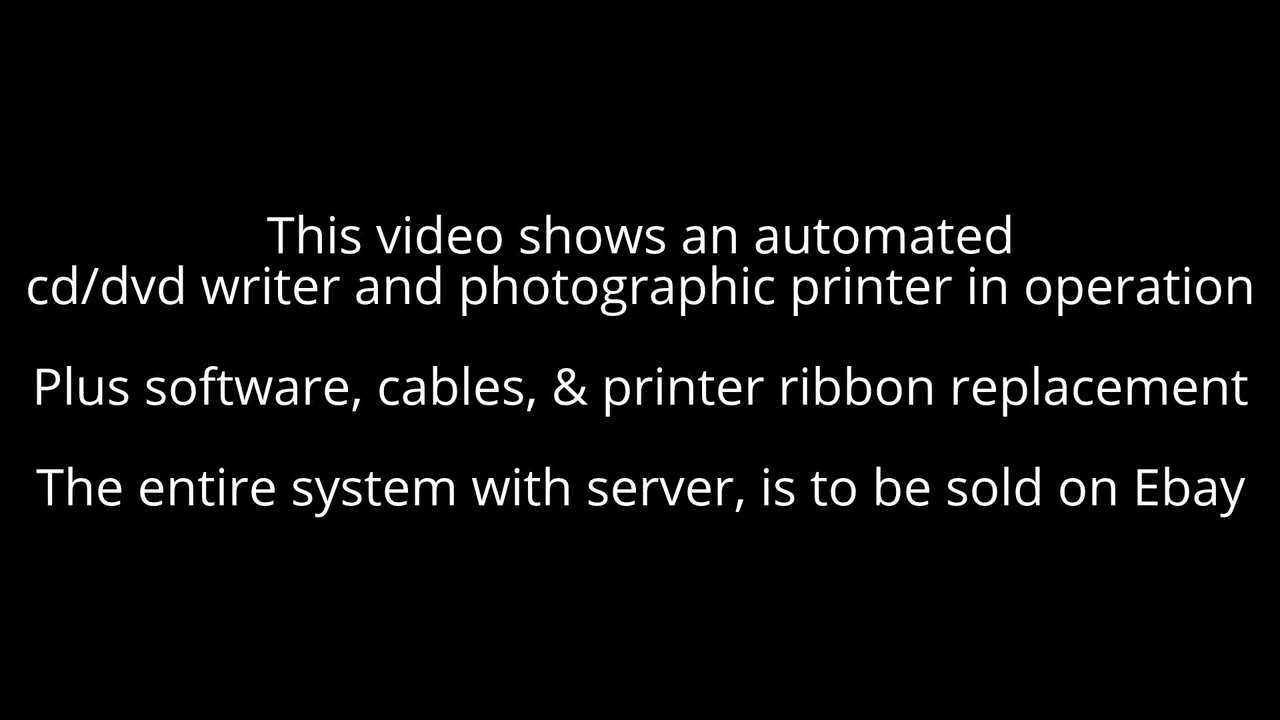 This video shows an automated
cd/dvd writer and photographic printer in operation
Plus software, cables, & printer ribbon replacement
The entire system with server, is to be sold on Ebay